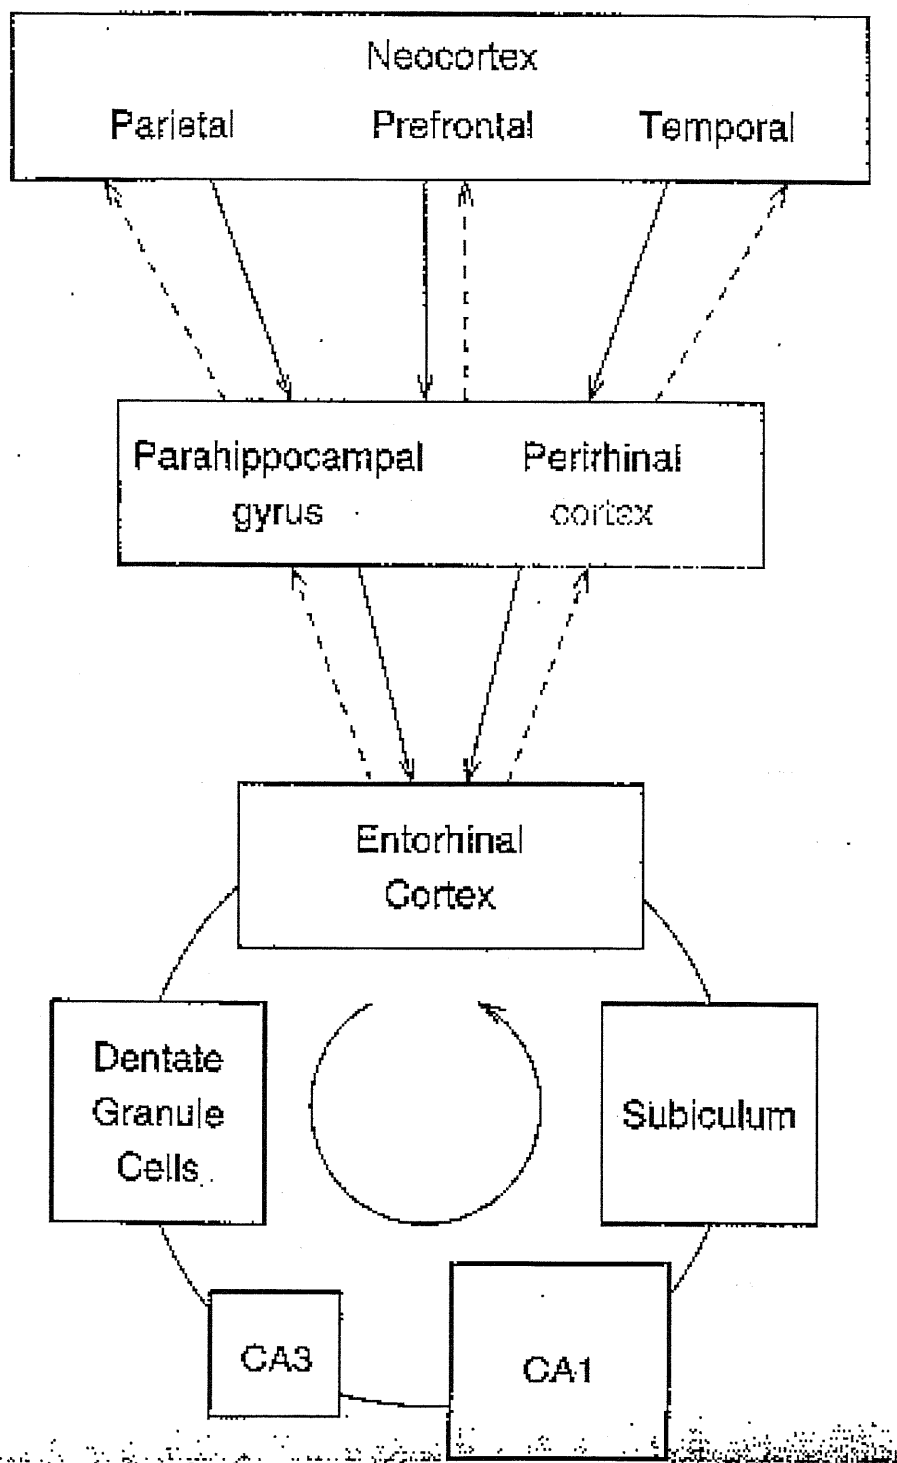 Neocortex
Parietal Prefrontal Temporal
Parahippocampal Perirhinal
gyrus cortex
Entorhinal
Cortex
Dentate
Granule
Cells
Subiculum
CA3
CA1